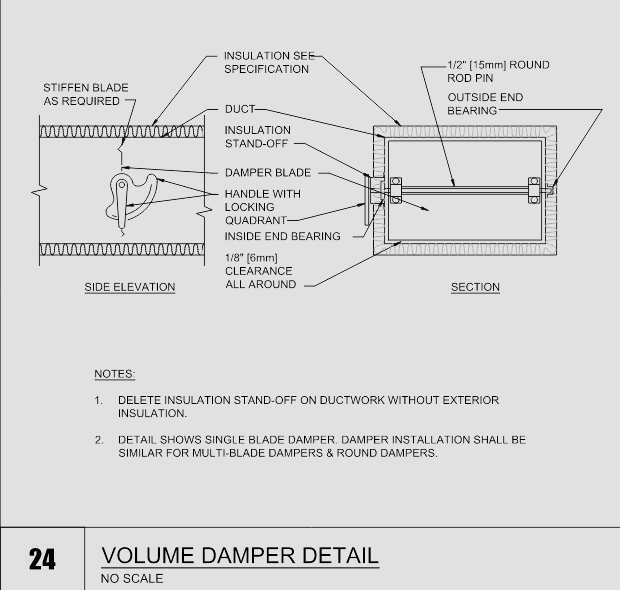 INSULATION SEE
SPECIFICATION
1/2" [15mm] ROUND
ROD PIN
STIFFEN BLADE
AS REQUIRED
OUTSIDE END
BEARING
DUCT
INSULATION
STAND-OFF
DAMPER BLADE
HANDLE WITH
LOCKING
QUADRANT
INSIDE END BEARING
1/8" [6mm]
CLEARANCE
ALL AROUND
SIDE ELEVATION
SECTION
NOTES:
1. DELETE INSULATION STAND-OFF ON DUCTWORK WITHOUT EXTERIOR
INSULATION.
2. DETAIL SHOWS SINGLE BLADE DAMPER. DAMPER INSTALLATION SHALL BE
SIMILAR FOR MULTI-BLADE DAMPERS & ROUND DAMPERS.
24
VOLUME DAMPER DETAIL
NO SCALE